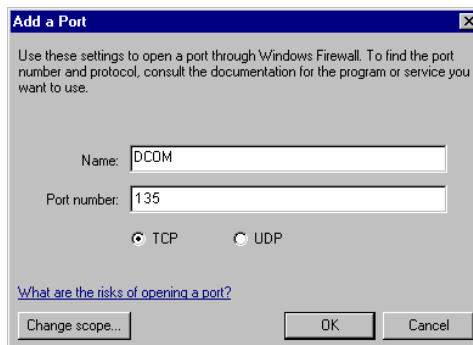 Add a Port
Use these settings to open a port through Windows Firewall. To find the port
number and protocol, consult the documentation for the program or service you
want to use.
Name: DCOM
Port number: 135
TCP UDP
What are the risks of opening a port?
Change scope... OK Cancel